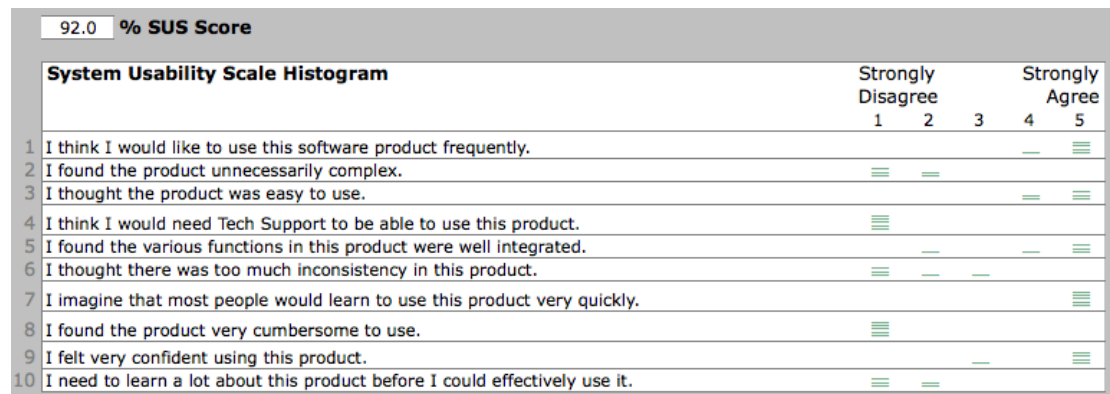 92.0 % SUS Score
System Usability Scale Histogram Strongly Strongly
Disagree Agree
1 2 3 4 5
1 I think I would like to use this software product frequently.
2 I found the product unnecessarily complex.
3 I thought the product was easy to use.
4 I think I would need Tech Support to be able to use this product.
5 I found the various functions in this product were well integrated.
6 I thought there was too much inconsistency in this product.
7 I imagine that most people would learn to use this product very quickly.
8 I found the product very cumbersome to use.
9 I felt very confident using this product.
10 I need to learn a lot about this product before I could effectively use it.